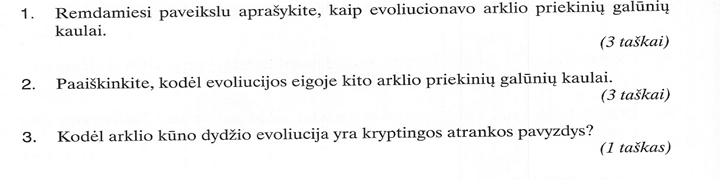 1. Remdamiesi paveikslu aprašykite, kaip evoliucionavo arklio priekinių galūnių
kaulai.
(3 taškai)
2. Paaiškinkite, kodėl evoliucijos eigoje kito arklio priekinių galūnių kaulai.
(3 taškai)
3. Kodėl arklio kūno dydžio evoliucija yra kryptingos atrankos pavyzdys?
(1 taškas)